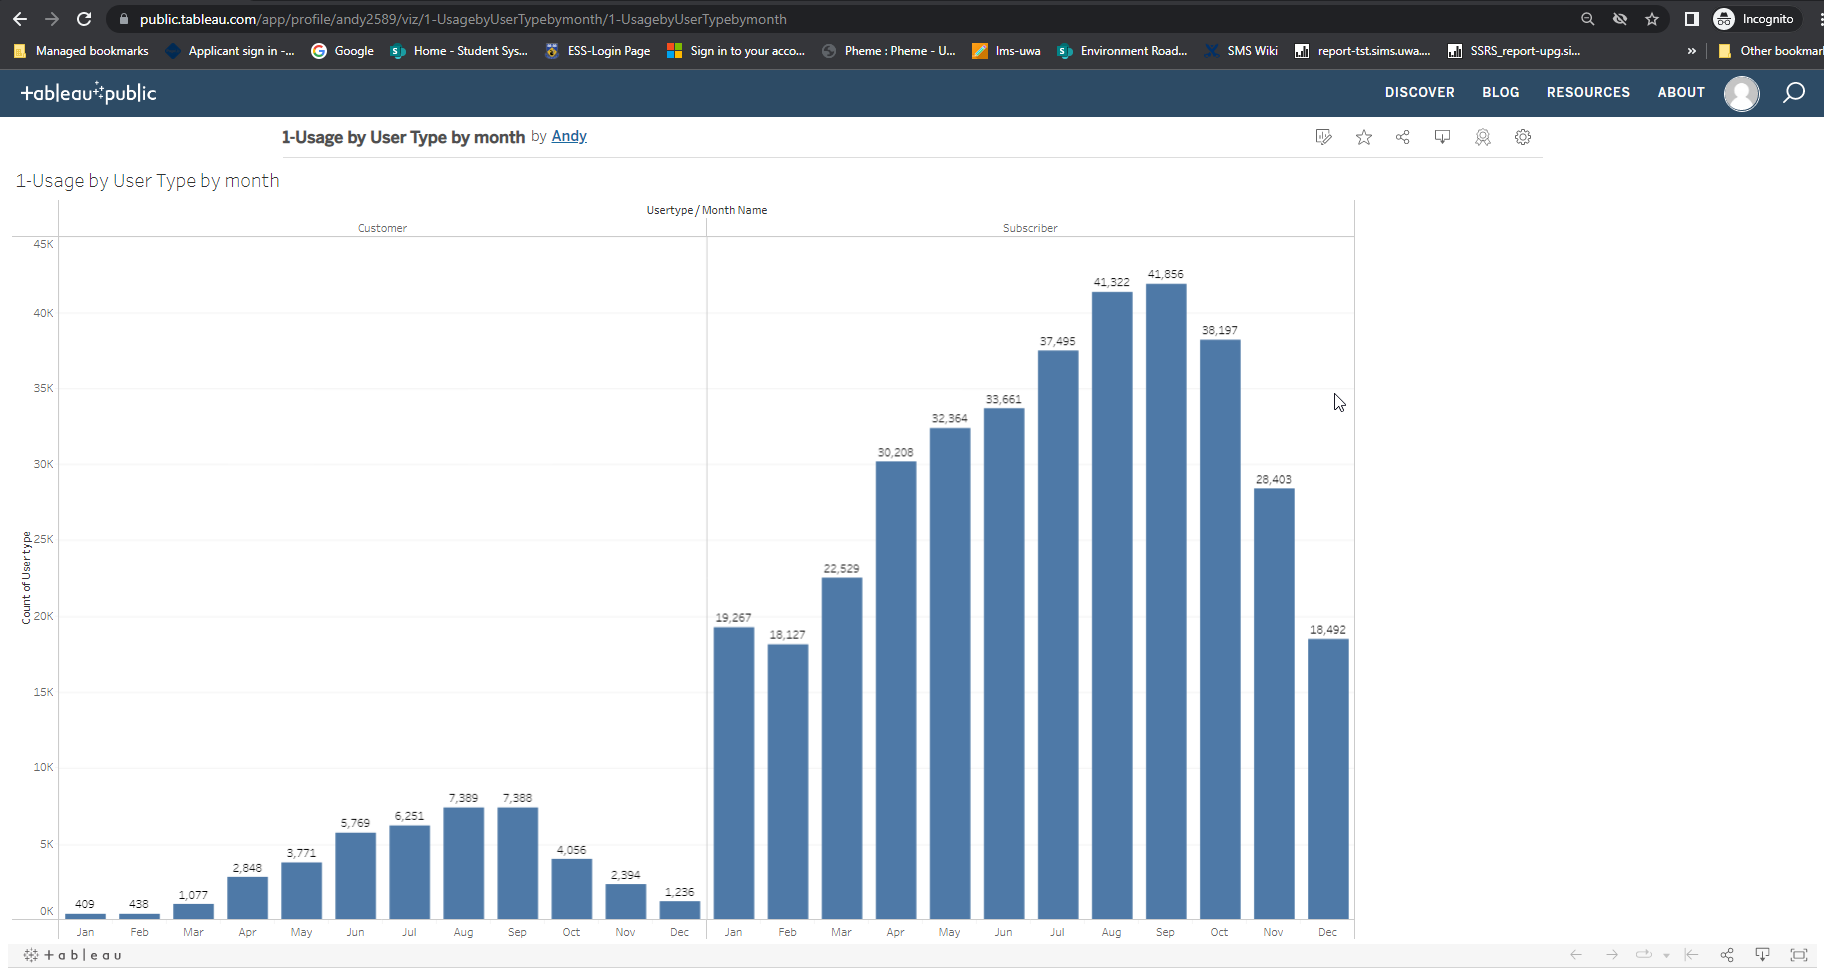 public.tableau.com/app/profile/andy2589/viz/1-UsagebyUserTypebymonth/1-UsagebyUserTypebymonth
Incognito
Managed bookmarks
Applicant sign in -...
Google
Home - Student Sys...
ESS-Login Page
Sign in to your acco...
Pheme : Pheme - U...
lms-uwa
Environment Road...
SMS Wiki
report-tst.sims.uwa....
SSRS_report-upg.si...
»
Other bookmar
+ableau public
DISCOVER
BLOG
RESOURCES
ABOUT
1-Usage by User Type by month by Andy
1-Usage by User Type by month
Usertype / Month Name
Customer
Subscriber
Count of Usertype
45K
40K
35K
30K
25K
20K
15K
10K
5K
0K
409
438
1,077
2,848
3,771
5,769
6,251
7,389
7,388
4,056
2,394
1,236
19,267
18,127
22,529
30,208
32,364
33,661
37,495
41,322
41,856
38,197
28,403
18,492
Jan
Feb
Mar
Apr
May
Jun
Jul
Aug
Sep
Oct
Nov
Dec
Jan
Feb
Mar
Apr
May
Jun
Jul
Aug
Sep
Oct
Nov
Dec
+ableau